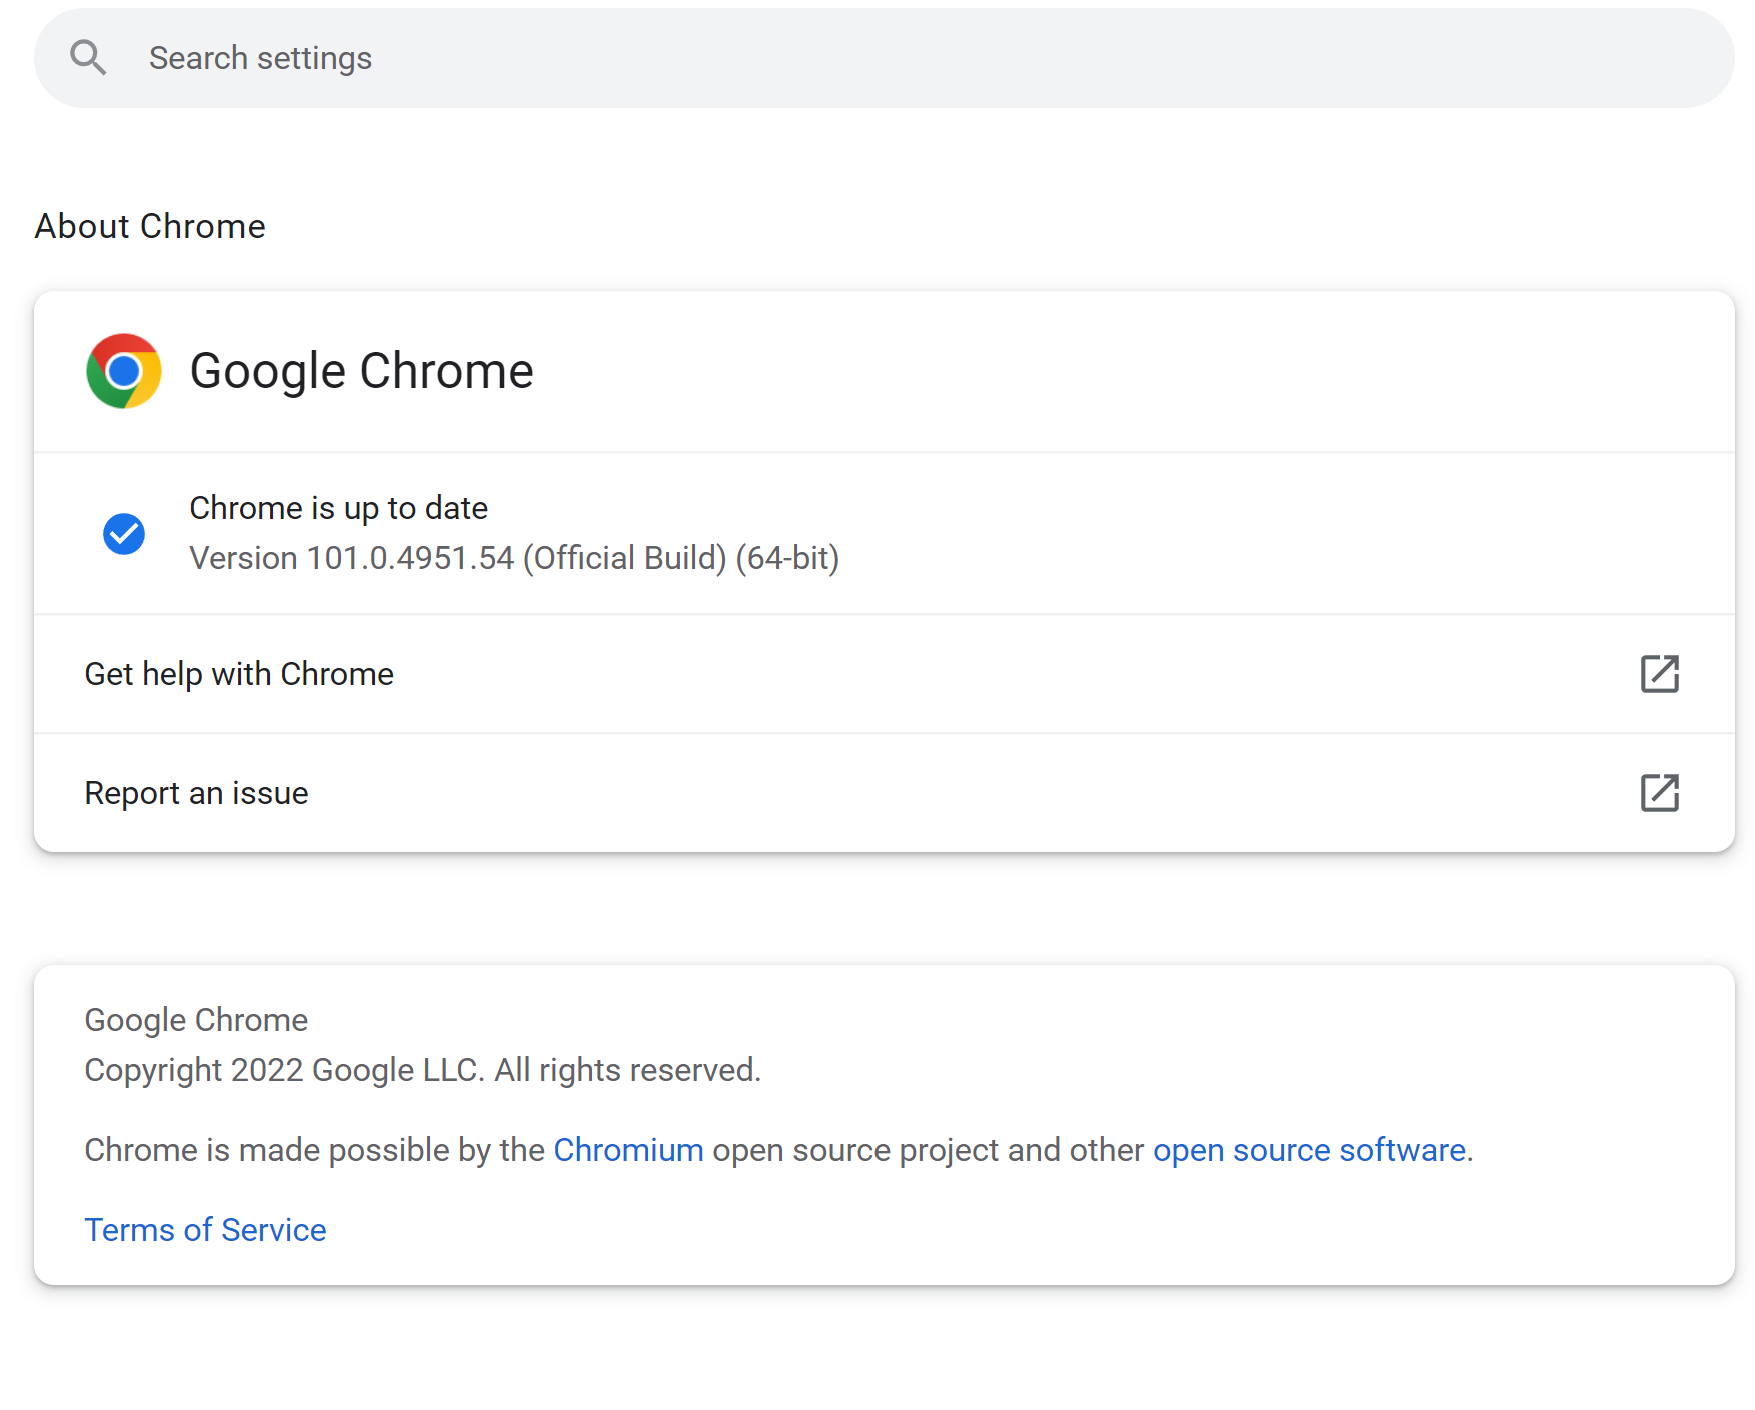 Search settings
About Chrome
Google Chrome
Chrome is up to date
Version 101.0.4951.54 (Official Build) (64-bit)
Get help with Chrome
Report an issue
Google Chrome
Copyright 2022 Google LLC. All rights reserved.
Chrome is made possible by the Chromium open source project and other open source software.
Terms of Service